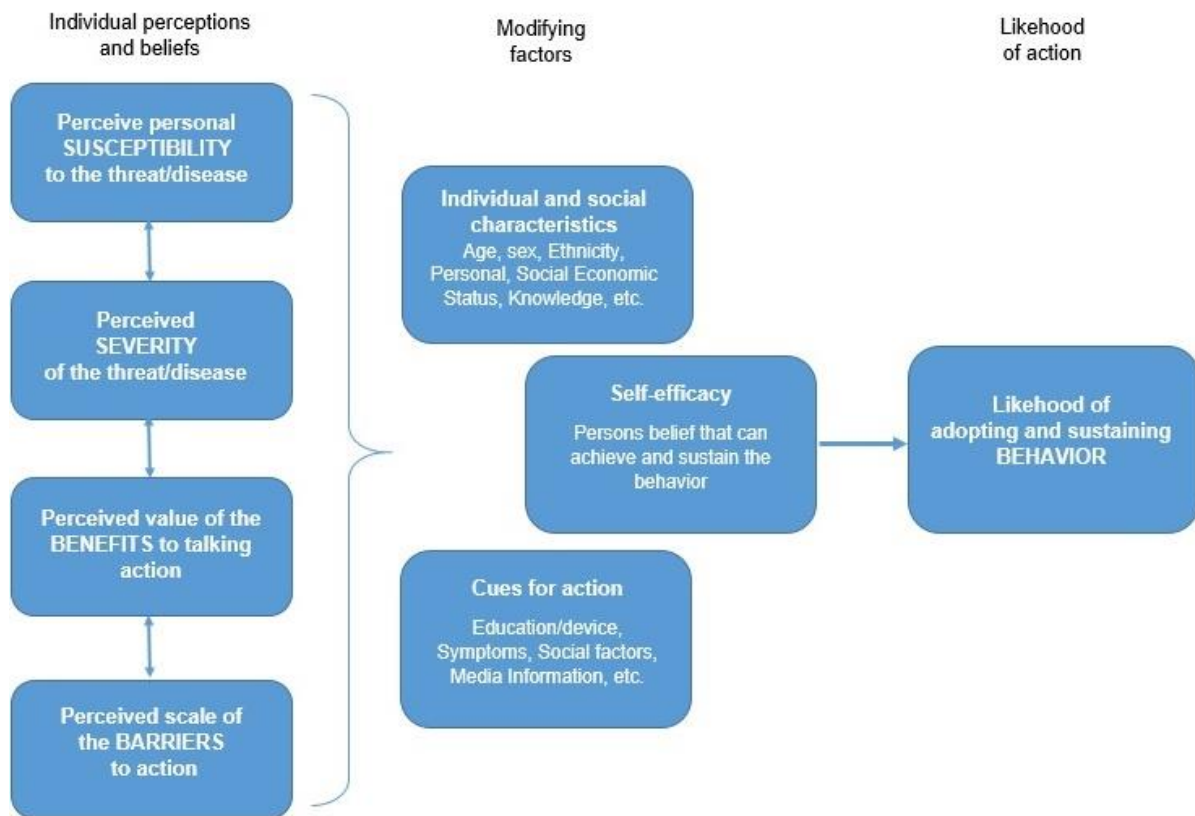 Individual perceptions
and beliefs
Modifying
factors
Likehood
of action
Perceive personal
SUSCEPTIBILITY
to the threat/disease
Perceived
SEVERITY
of the threat/disease
Perceived value of the
BENEFITS to talking
action
Perceived scale of
the BARRIERS
to action
Individual and social
characteristics
Age, sex, Ethnicity,
Personal, Social Economic
Status, Knowledge, etc.
Self-efficacy
Persons belief that can
achieve and sustain the
behavior
Cues for action
Education/device,
Symptoms, Social factors,
Media Information, etc.
Likehood of
adopting and sustaining
BEHAVIOR